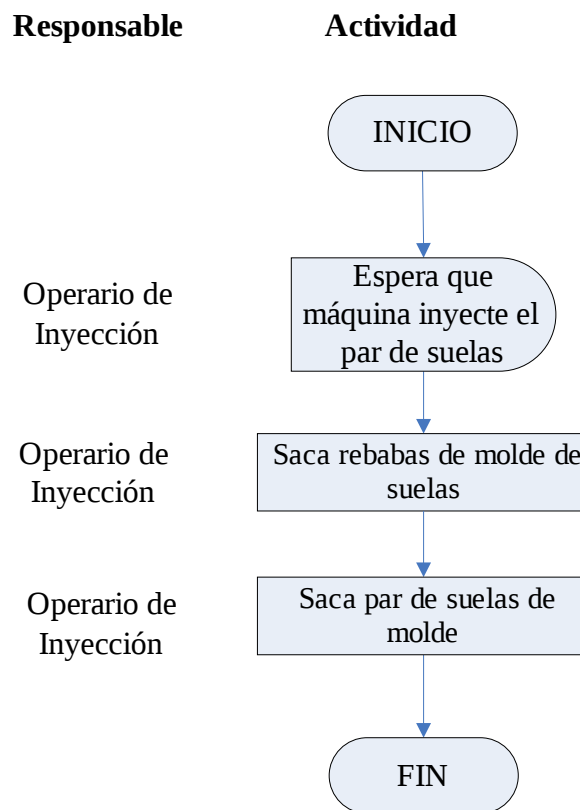 Responsable Actividad
INICIO
Operario de
Inyección
Espera que
máquina inyecte el
par de suelas
Operario de
Inyección
Saca rebabas de molde de
suelas
Operario de
Inyección
Saca par de suelas de
molde
FIN